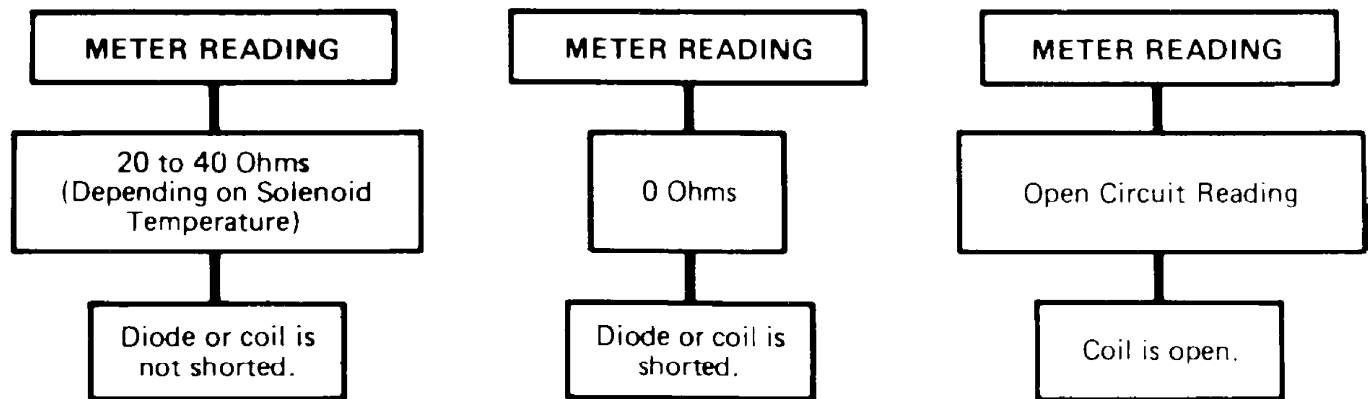 METER READING
20 to 40 Ohms
(Depending on Solenoid
Temperature)
Diode or coil is
not shorted.
METER READING
0 Ohms
Diode or coil is
shorted.
METER READING
Open Circuit Reading
Coil is open.